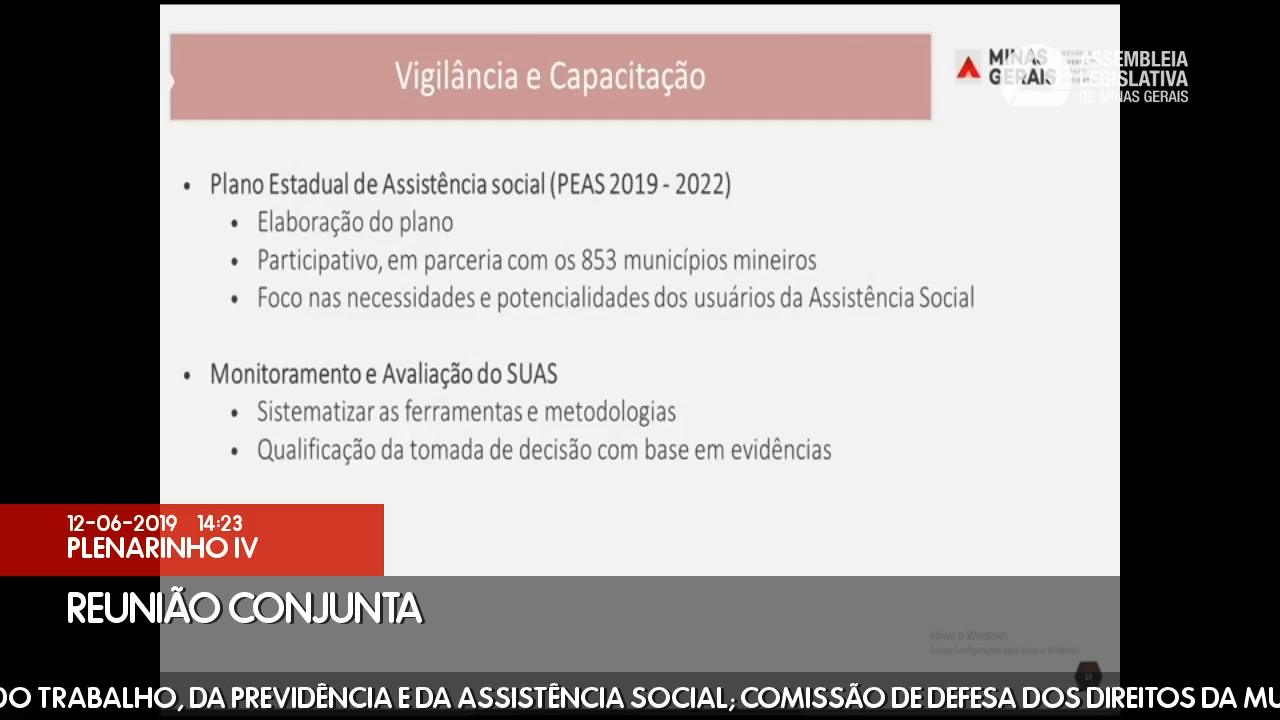 Vigilância e Capacitação
MINAS
GERAIS
ASSEMBLEIA
LEGISLATIVA
DE MINAS GERAIS
• Plano Estadual de Assistência social (PEAS 2019 - 2022)
• Elaboração do plano
• Participativo, em parceria com os 853 municípios mineiros
• Foco nas necessidades e potencialidades dos usuários da Assistência Social
• Monitoramento e Avaliação do SUAS
• Sistematizar as ferramentas e metodologias
• Qualificação da tomada de decisão com base em evidências
12-06-2019 14:23
PLENARINHO IV
REUNIÃO CONJUNTA
Ativar o Windows
DO TRABALHO, DA PREVIDÊNCIA E DA ASSISTÊNCIA SOCIAL; COMISSÃO DE DEFESA DOS DIREITOS DA MU